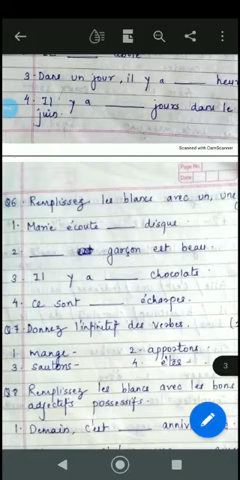 3. Dans un jour, il y a ___ heur
4. Il y a ___ jours dans le
juin.
Scanned with CamScanner
Page No.
Date
Q6. Remplissez les blancs avec un, une
1. Marie écoute ___ disque
2. ___ garçon est beau.
3. Il y a ___ chocolats
4. Ce sont ___ écharpes.
Q7. Donnez l'infinitif des verbes.
1. mange- 2. apportons-
3. sautons- 4. êtes-
3
Q8. Remplissez les blancs avec les bons
adjectifs possessifs.
1. Demain, c'est ___ anniv